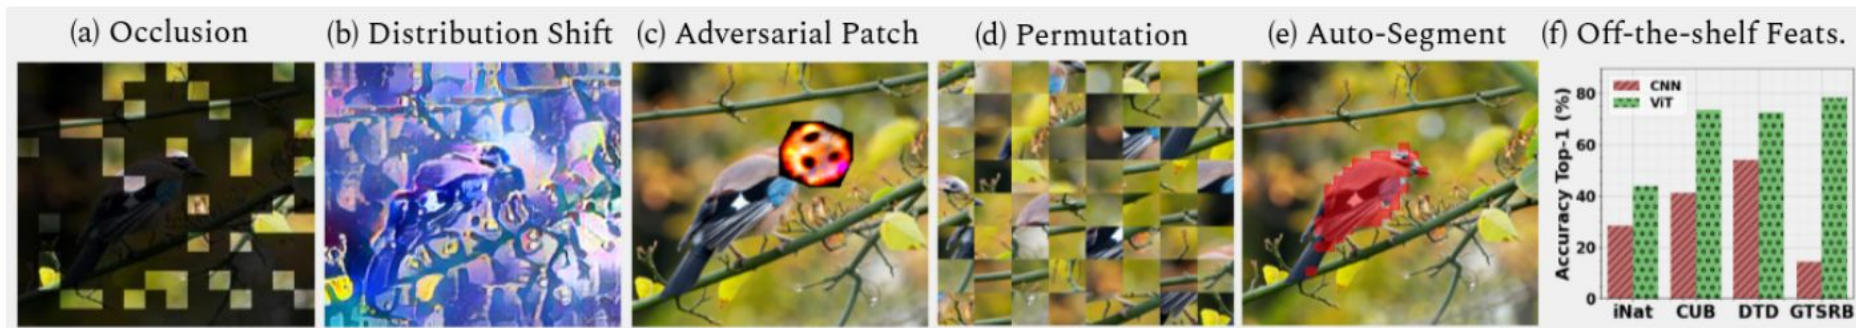 (a) Occlusion
(b) Distribution Shift
(c) Adversarial Patch
(d) Permutation
(e) Auto-Segment
(f) Off-the-shelf Feats.
CNN
ViT
Accuracy Top-1 (%)
80
60
40
20
0
iNat CUB DTD GTSRB